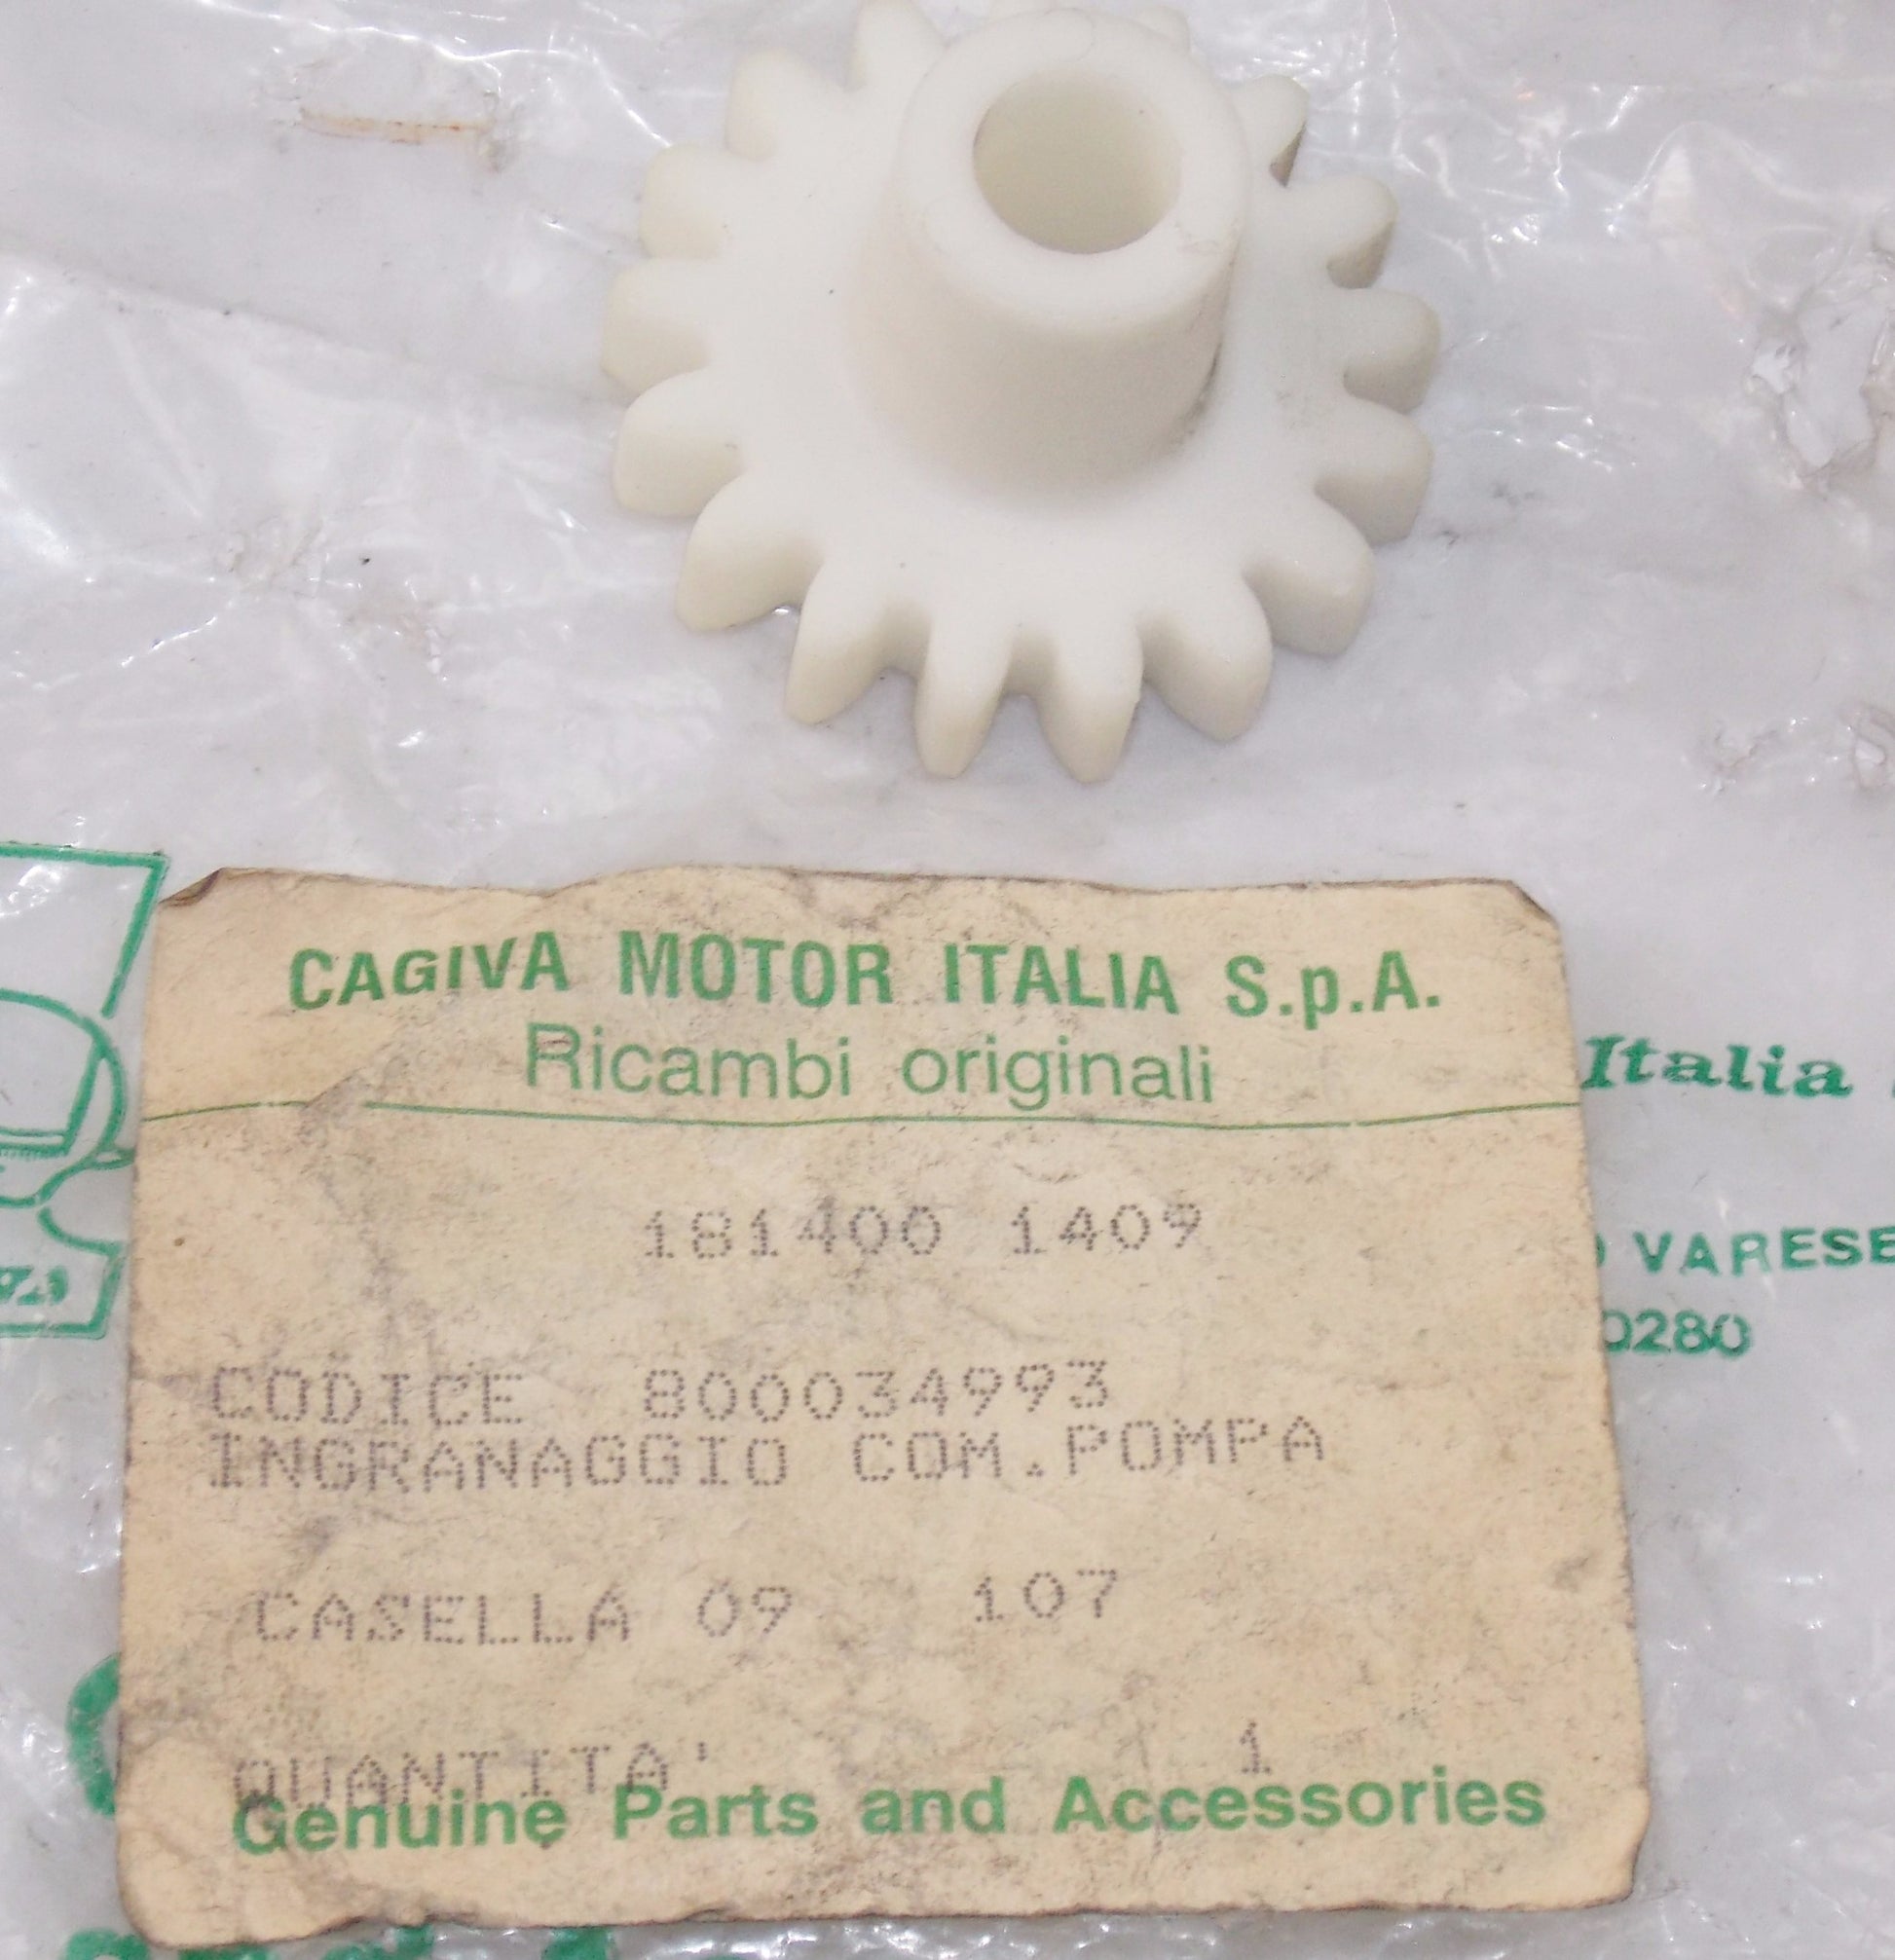 CAGIVA MOTOR ITALIA S.p.A.
Ricambi originali
Italia
181400 1409
VARESE
0280
CODICE 800034993
INGRANAGGIO COM.POMPA
CASELLA 09 107
QUANTITA' 1
Genuine Parts and Accessories